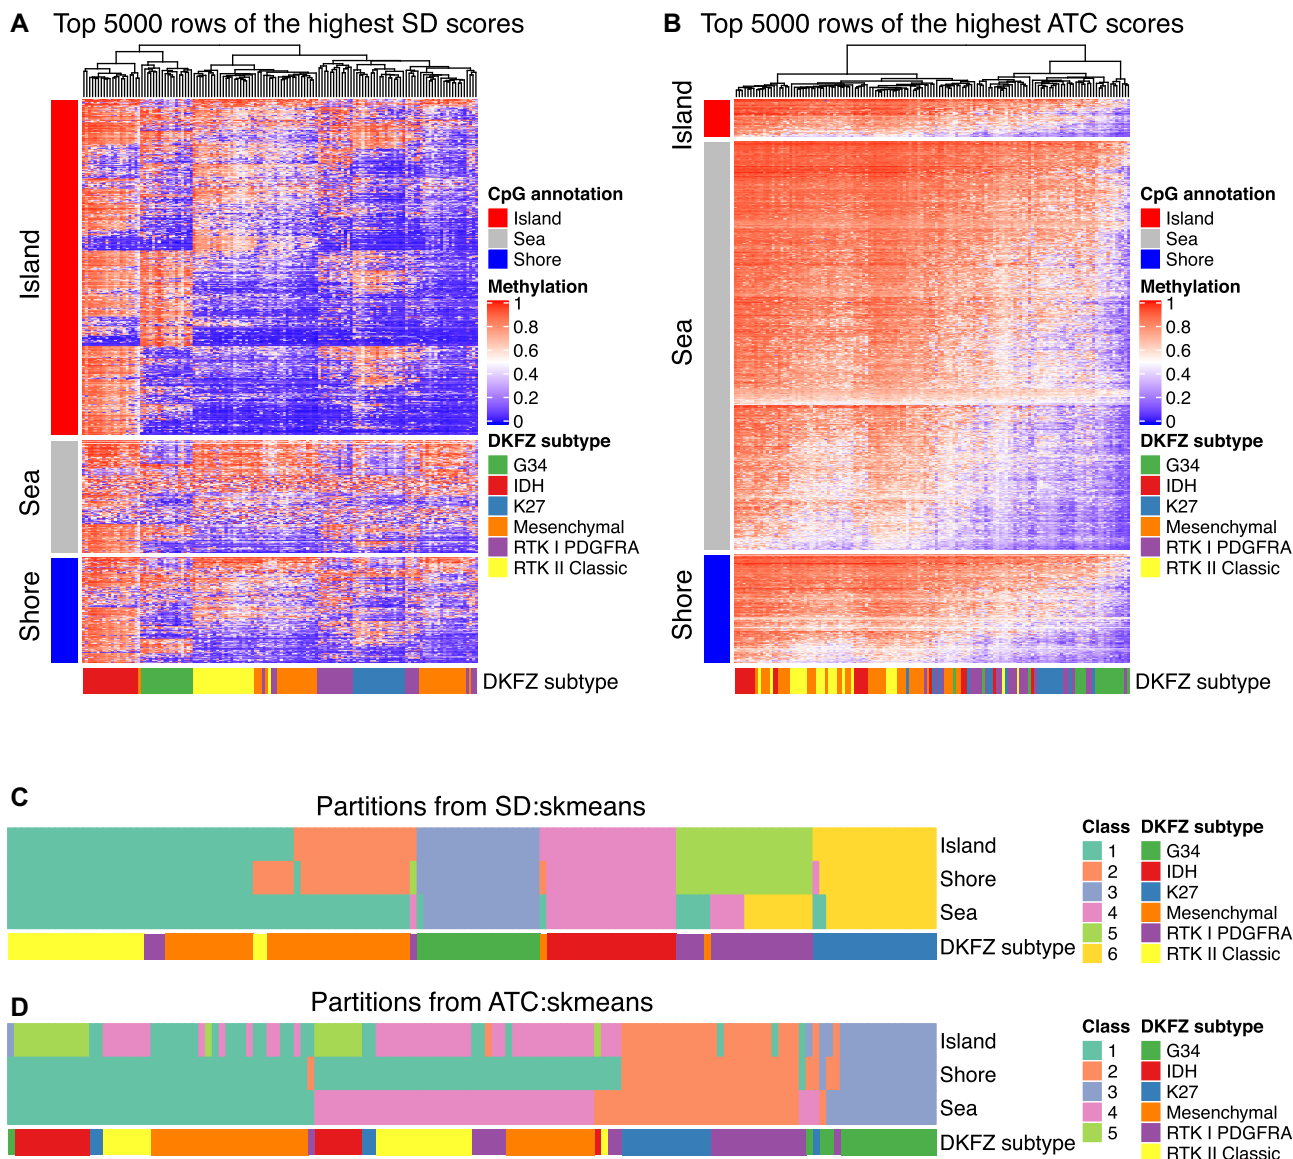 A Top 5000 rows of the highest SD scores
Island
Sea
Shore
DKFZ subtype
CpG annotation
Island
Sea
Shore
Methylation
1
0.8
0.6
0.4
0.2
0
DKFZ subtype
G34
IDH
K27
Mesenchymal
RTK I PDGFRA
RTK II Classic
B Top 5000 rows of the highest ATC scores
Island
Sea
Shore
DKFZ subtype
CpG annotation
Island
Sea
Shore
Methylation
1
0.8
0.6
0.4
0.2
0
DKFZ subtype
G34
IDH
K27
Mesenchymal
RTK I PDGFRA
RTK II Classic
C
Partitions from SD:skmeans
Island
Shore
Sea
DKFZ subtype
Class DKFZ subtype
1 G34
2 IDH
3 K27
4 Mesenchymal
5 RTK I PDGFRA
6 RTK II Classic
D
Partitions from ATC:skmeans
Island
Shore
Sea
DKFZ subtype
Class DKFZ subtype
1 G34
2 IDH
3 K27
4 Mesenchymal
5 RTK I PDGFRA
RTK II Classic